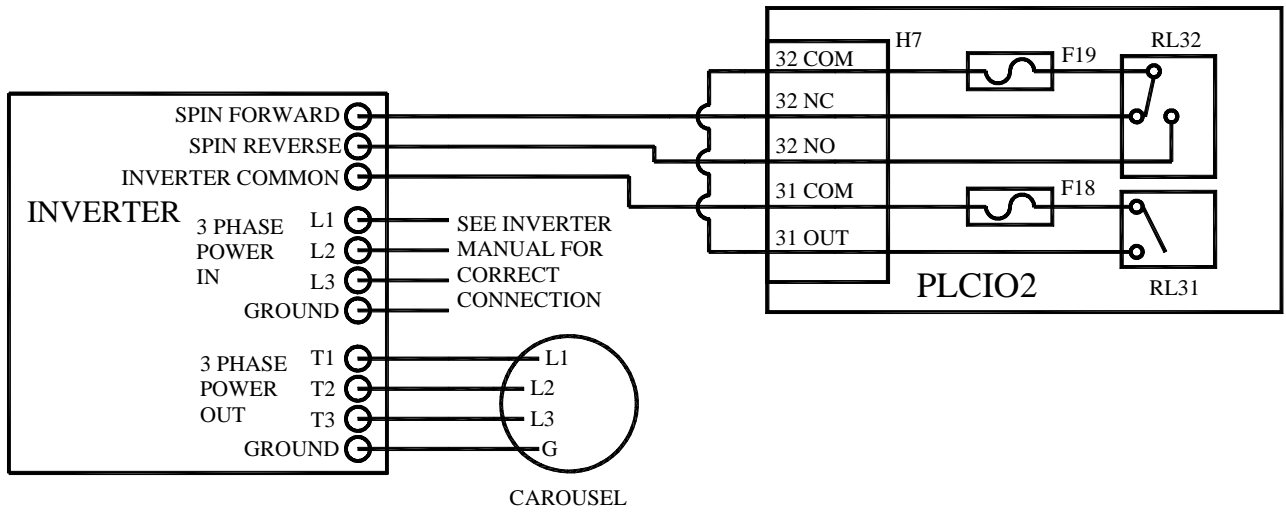 INVERTER
SPIN FORWARD
SPIN REVERSE
INVERTER COMMON
3 PHASE
POWER
IN
L1
L2
L3
GROUND
SEE INVERTER
MANUAL FOR
CORRECT
CONNECTION
3 PHASE
POWER
OUT
T1
T2
T3
GROUND
L1
L2
L3
G
CAROUSEL
H7
32 COM
32 NC
32 NO
31 COM
31 OUT
F19
RL32
F18
RL31
PLCIO2